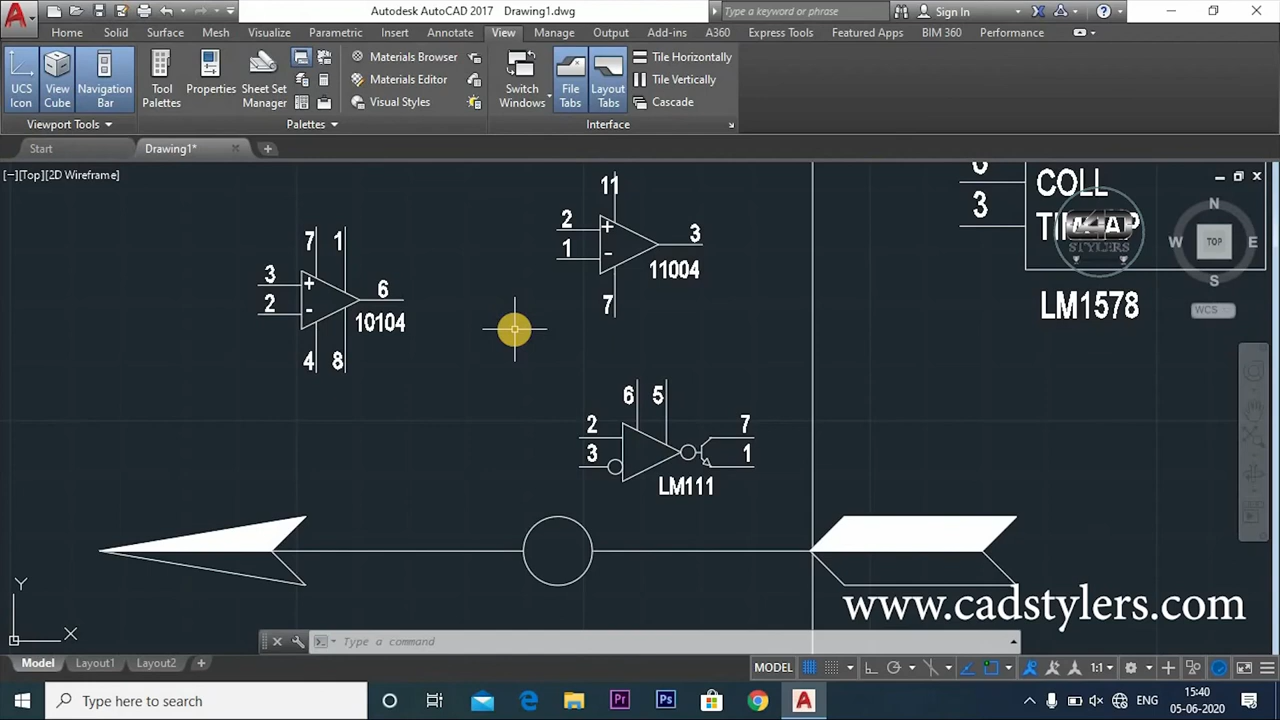 Autodesk AutoCAD 2017 Drawing1.dwg
Type a keyword or phrase
Sign In
Home Solid Surface Mesh Visualize Parametric Insert Annotate View Manage Output Add-ins A360 Express Tools Featured Apps BIM 360 Performance
UCS Icon
View Cube
Navigation Bar
Viewport Tools
Tool Palettes
Properties
Sheet Set Manager
Materials Browser
Materials Editor
Visual Styles
Palettes
Switch Windows
File Tabs
Layout Tabs
Tile Horizontally
Tile Vertically
Cascade
Interface
Start
Drawing1*
[−][Top][2D Wireframe]
7 1
3
+
2
-
6
10104
4 8
11
2
+
1
-
3
11004
7
6 5
2
3
7
1
LM111
COLL
3
LM1578
STYLERS
N
W
TOP
E
S
WCS
www.cadstylers.com
Y
X
Type a command
Model Layout1 Layout2 +
MODEL
1:1
Type here to search
Pr
Ps
ENG
15:40
05-06-2020